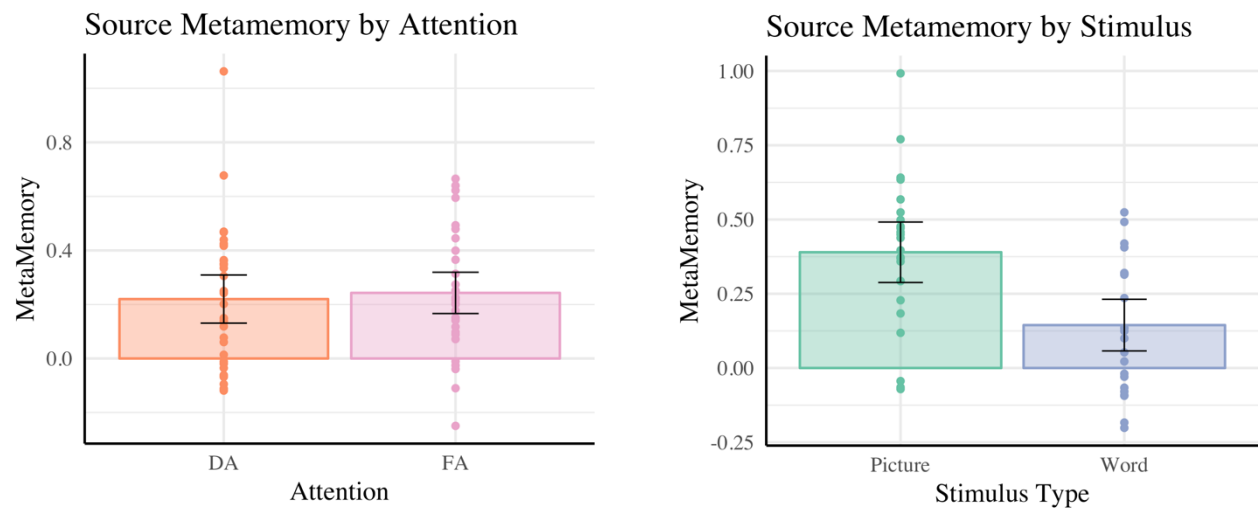 Source Metamemory by Attention
MetaMemory
0.8
0.4
0.0
DA
FA
Attention
Source Metamemory by Stimulus
MetaMemory
1.00
0.75
0.50
0.25
0.00
-0.25
Picture
Word
Stimulus Type